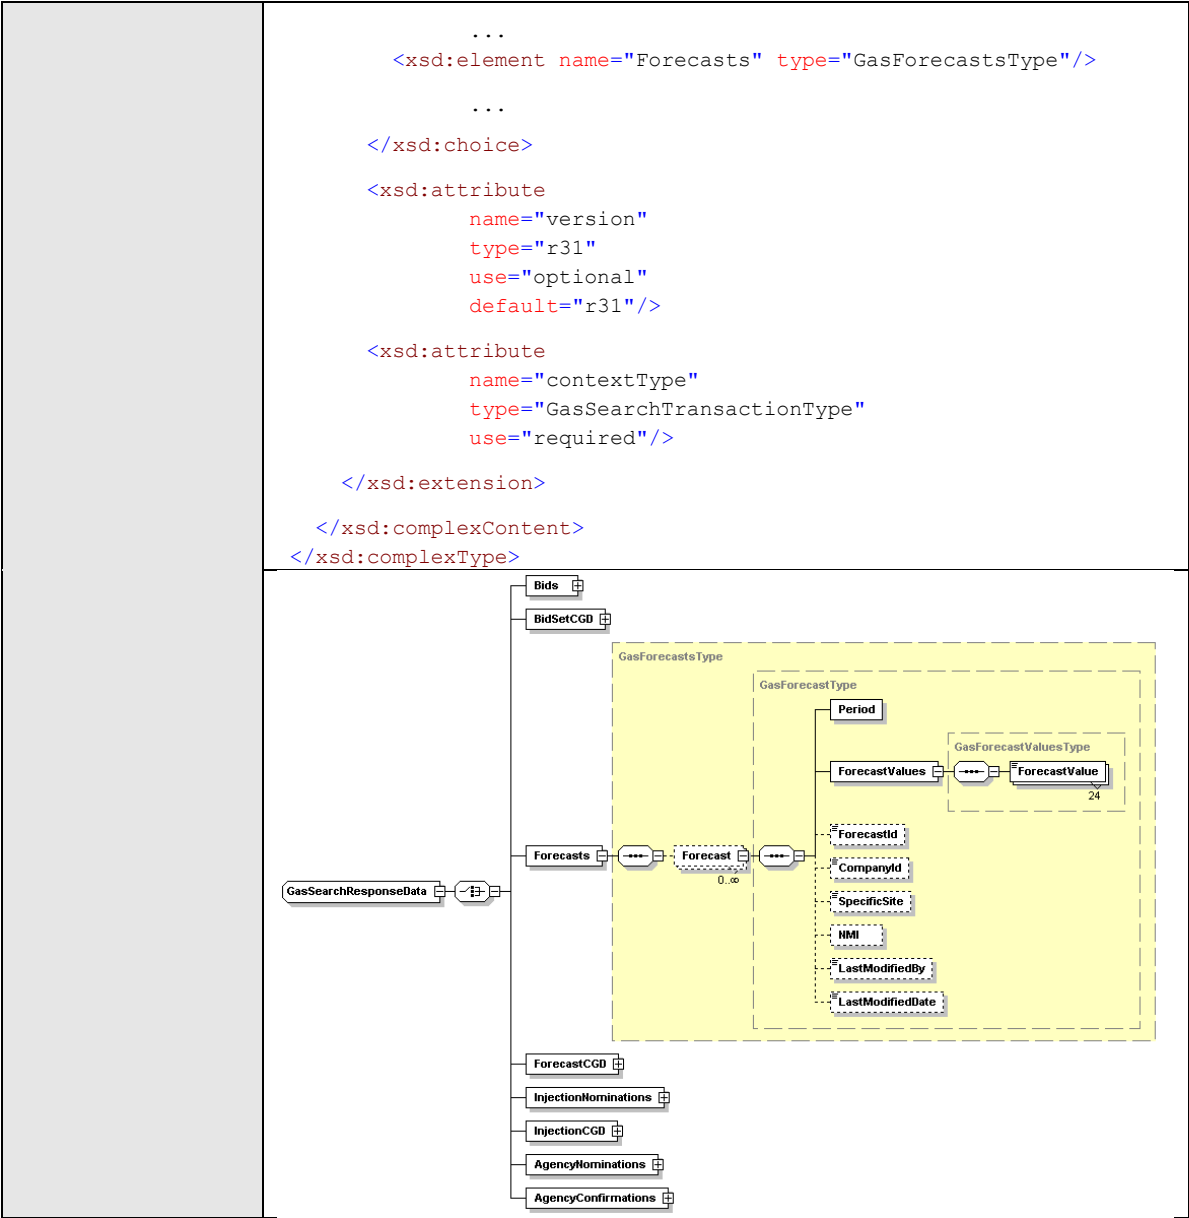 ...
<xsd:element name="Forecasts" type="GasForecastsType"/>
...
</xsd:choice>
<xsd:attribute
name="version"
type="r31"
use="optional"
default="r31"/>
<xsd:attribute
name="contextType"
type="GasSearchTransactionType"
use="required"/>
</xsd:extension>
</xsd:complexContent>
</xsd:complexType>
Bids
BidSetCGD
GasForecastsType
GasForecastType
Period
GasForecastValuesType
ForecastValues
ForecastValue
24
ForecastId
Forecasts
Forecast
0..∞
CompanyId
GasSearchResponseData
SpecificSite
NMI
LastModifiedBy
LastModifiedDate
ForecastCGD
InjectionNominations
InjectionCGD
AgencyNominations
AgencyConfirmations